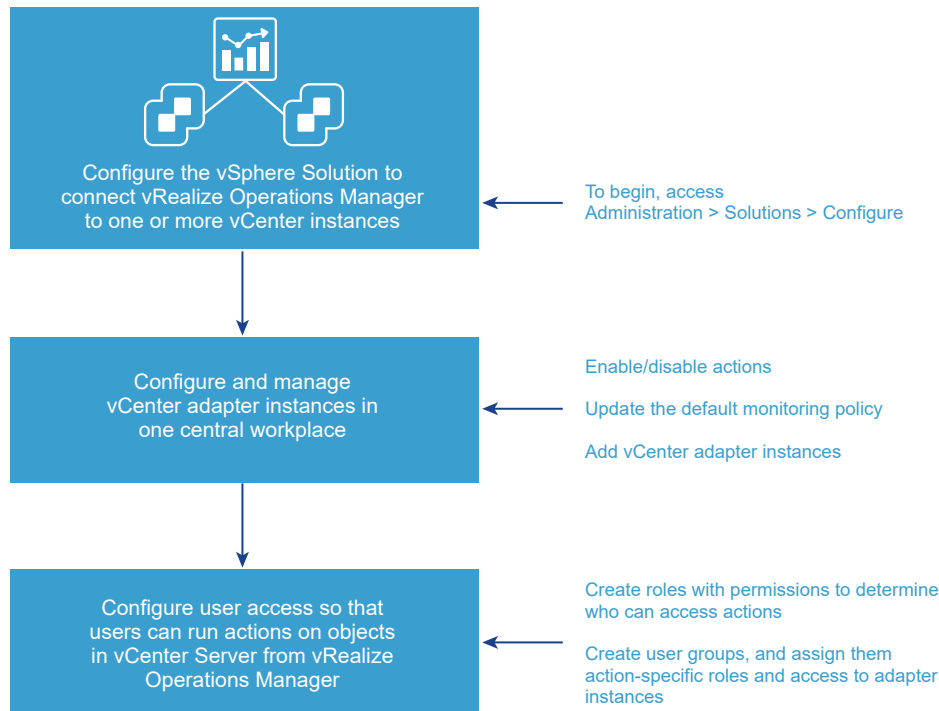 Configure the vSphere Solution to
connect vRealize Operations Manager
to one or more vCenter instances
To begin, access
Administration > Solutions > Configure
Configure and manage
vCenter adapter instances in
one central workplace
Enable/disable actions
Update the default monitoring policy
Add vCenter adapter instances
Configure user access so that
users can run actions on objects
in vCenter Server from vRealize
Operations Manager
Create roles with permissions to determine
who can access actions
Create user groups, and assign them
action-specific roles and access to adapter
instances